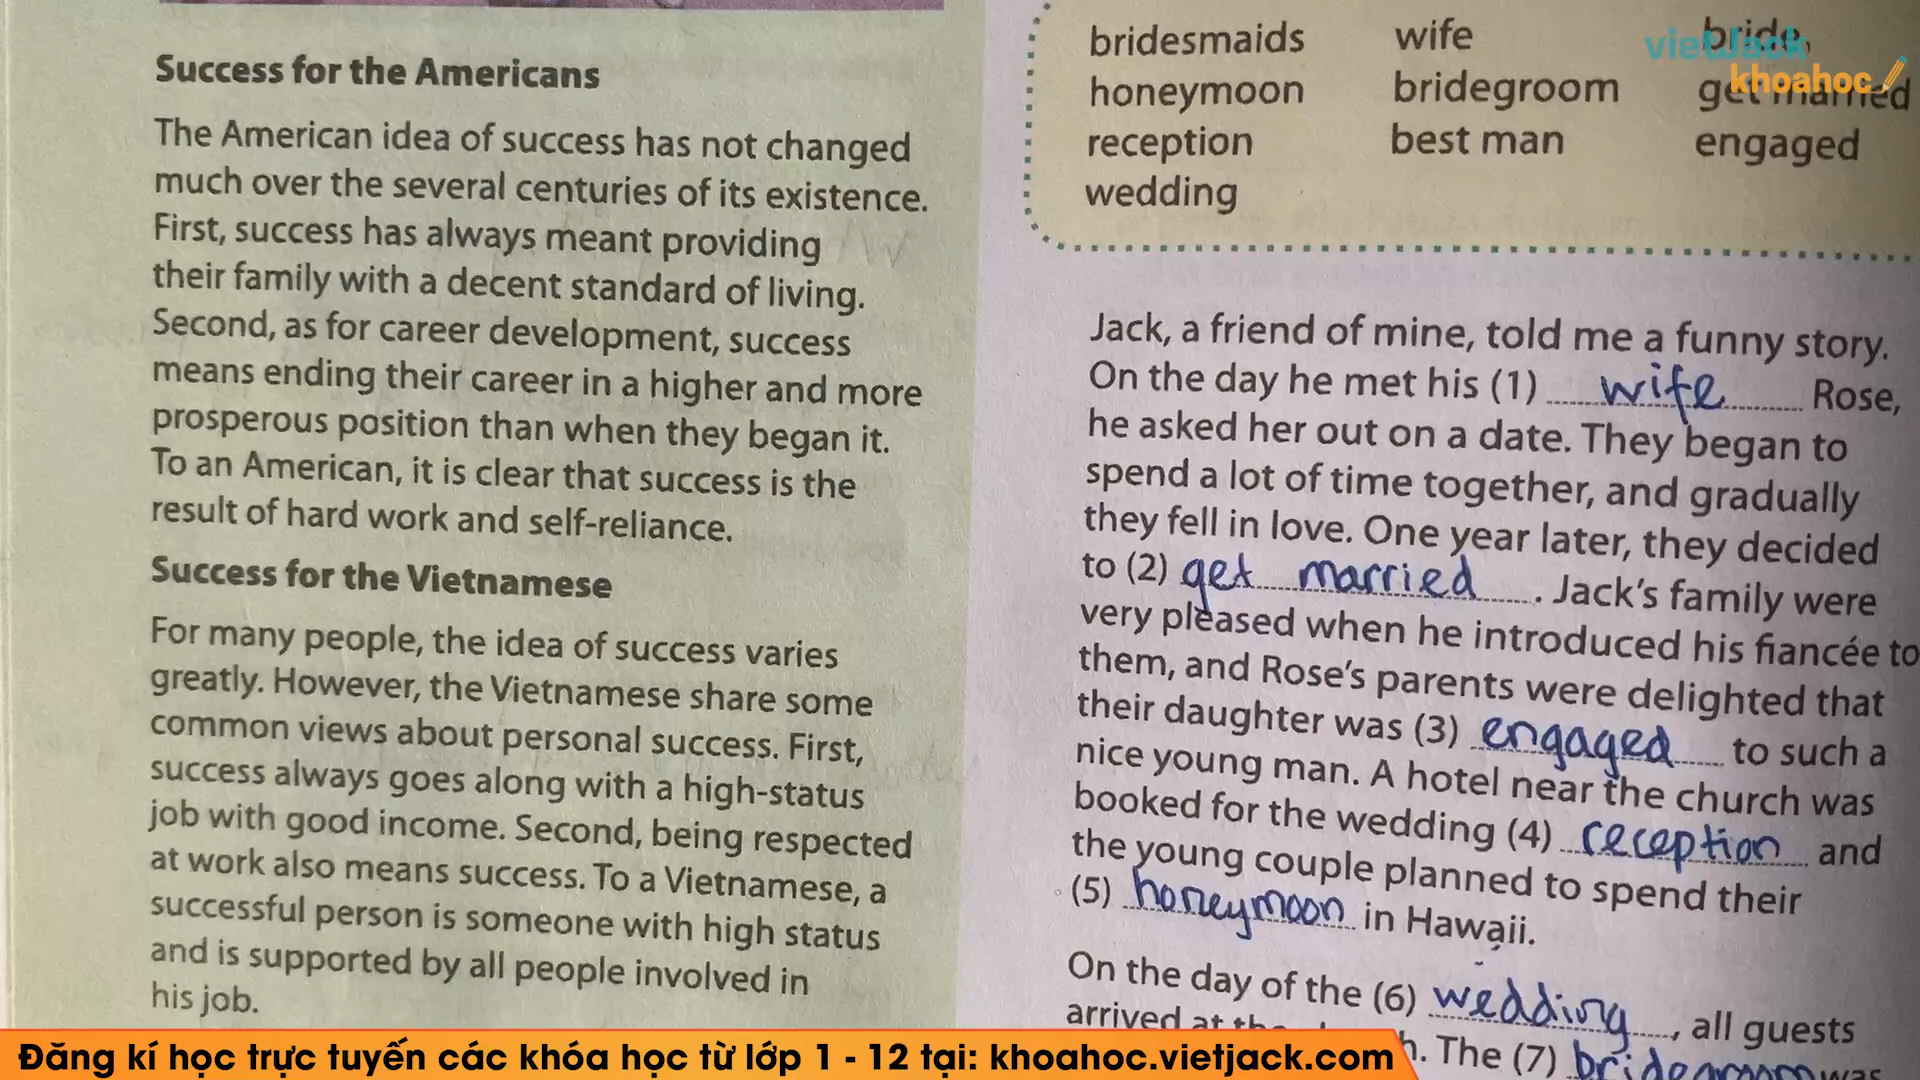 Success for the Americans
The American idea of success has not changed
much over the several centuries of its existence.
First, success has always meant providing
their family with a decent standard of living.
Second, as for career development, success
means ending their career in a higher and more
prosperous position than when they began it.
To an American, it is clear that success is the
result of hard work and self-reliance.
Success for the Vietnamese
For many people, the idea of success varies
greatly. However, the Vietnamese share some
common views about personal success. First,
success always goes along with a high-status
job with good income. Second, being respected
at work also means success. To a Vietnamese, a
successful person is someone with high status
and is supported by all people involved in
his job.
bridesmaids wife bride,
honeymoon bridegroom get married
reception best man engaged
wedding
vietJack
khoahoc
Jack, a friend of mine, told me a funny story.
On the day he met his (1) wife Rose,
he asked her out on a date. They began to
spend a lot of time together, and gradually
they fell in love. One year later, they decided
to (2) get married. Jack's family were
very pleased when he introduced his fiancée to
them, and Rose's parents were delighted that
their daughter was (3) engaged to such a
nice young man. A hotel near the church was
booked for the wedding (4) reception and
the young couple planned to spend their
(5) honeymoon in Hawaii.
On the day of the (6) wedding, all guests
arrived at The (7) bridegroom was
Đăng kí học trực tuyến các khóa học từ lớp 1 - 12 tại: khoahoc.vietjack.com